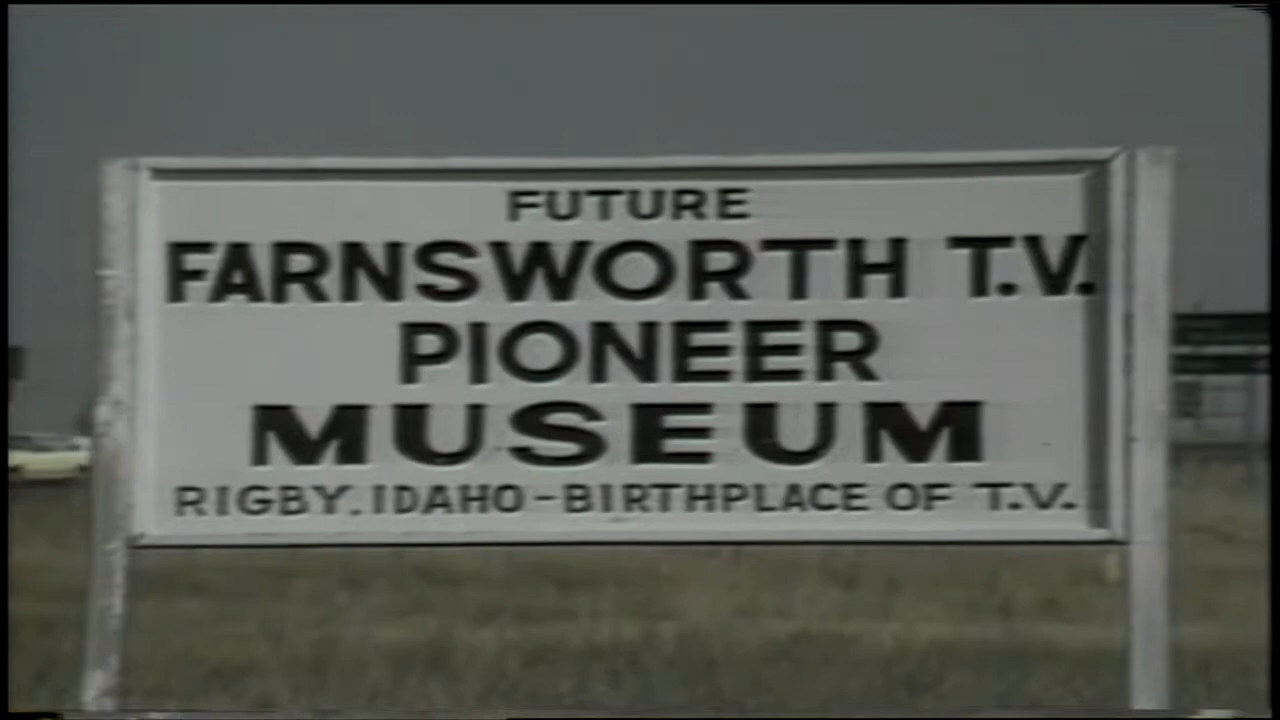 FUTURE
FARNSWORTH T.V.
PIONEER
MUSEUM
RIGBY, IDAHO-BIRTHPLACE OF T.V.